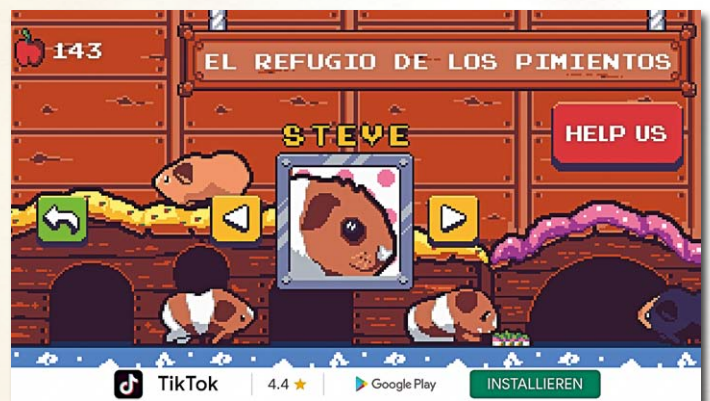 143
EL REFUGIO DE LOS PIMIENTOS
STEVE
HELP US
TikTok
4.4 ★
Google Play
INSTALLIEREN